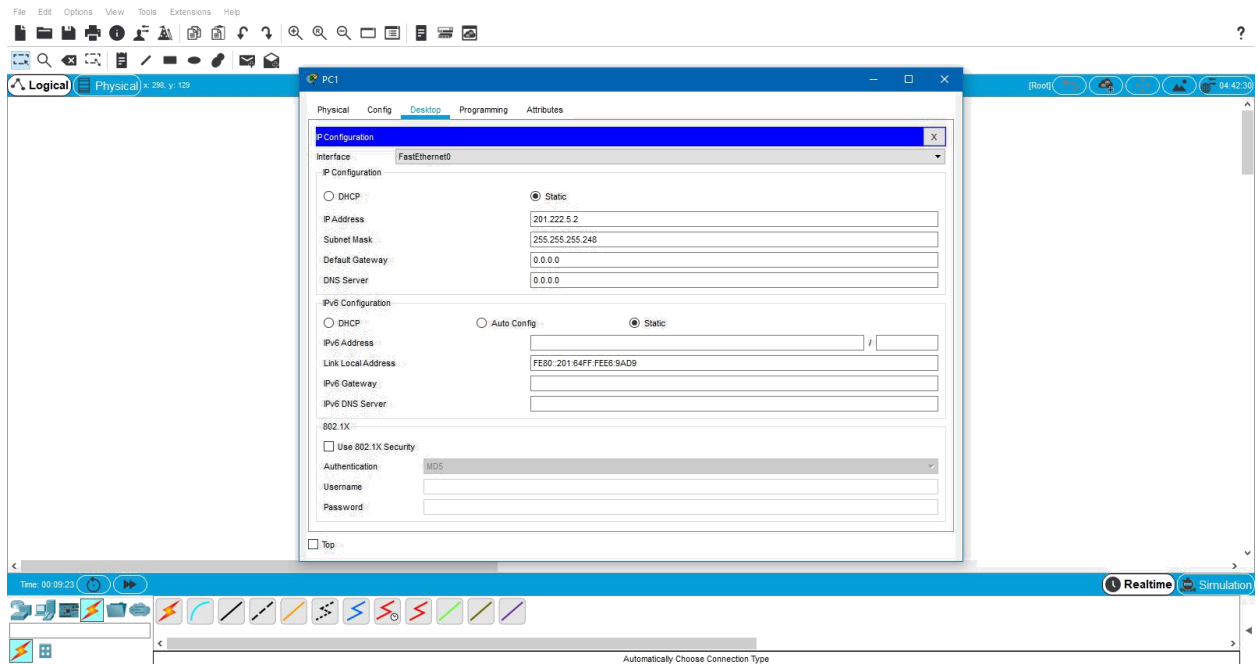 File Edit Options View Tools Extensions Help
?
Logical Physical x: 298, y: 129 [Root] 04:42:30
PC1
Physical Config Desktop Programming Attributes
IP Configuration X
Interface FastEthernet0
IP Configuration
DHCP Static
IP Address 201.222.5.2
Subnet Mask 255.255.255.248
Default Gateway 0.0.0.0
DNS Server 0.0.0.0
IPv6 Configuration
DHCP Auto Config Static
IPv6 Address /
Link Local Address FE80::201:64FF:FEE6:9AD9
IPv6 Gateway
IPv6 DNS Server
802.1X
Use 802.1X Security
Authentication MD5
Username
Password
Top
Time: 00:09:23 Realtime Simulation
Automatically Choose Connection Type